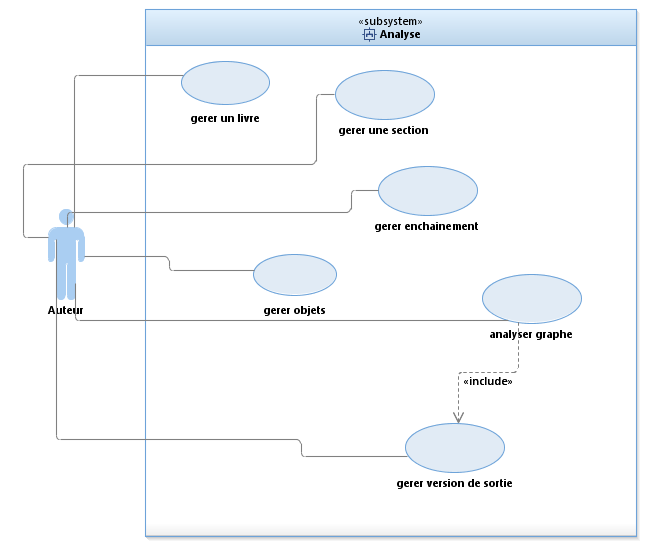 «subsystem»
Analyse
gerer un livre
gerer une section
gerer enchainement
gerer objets
Auteur
analyser graphe
«include»
gerer version de sortie